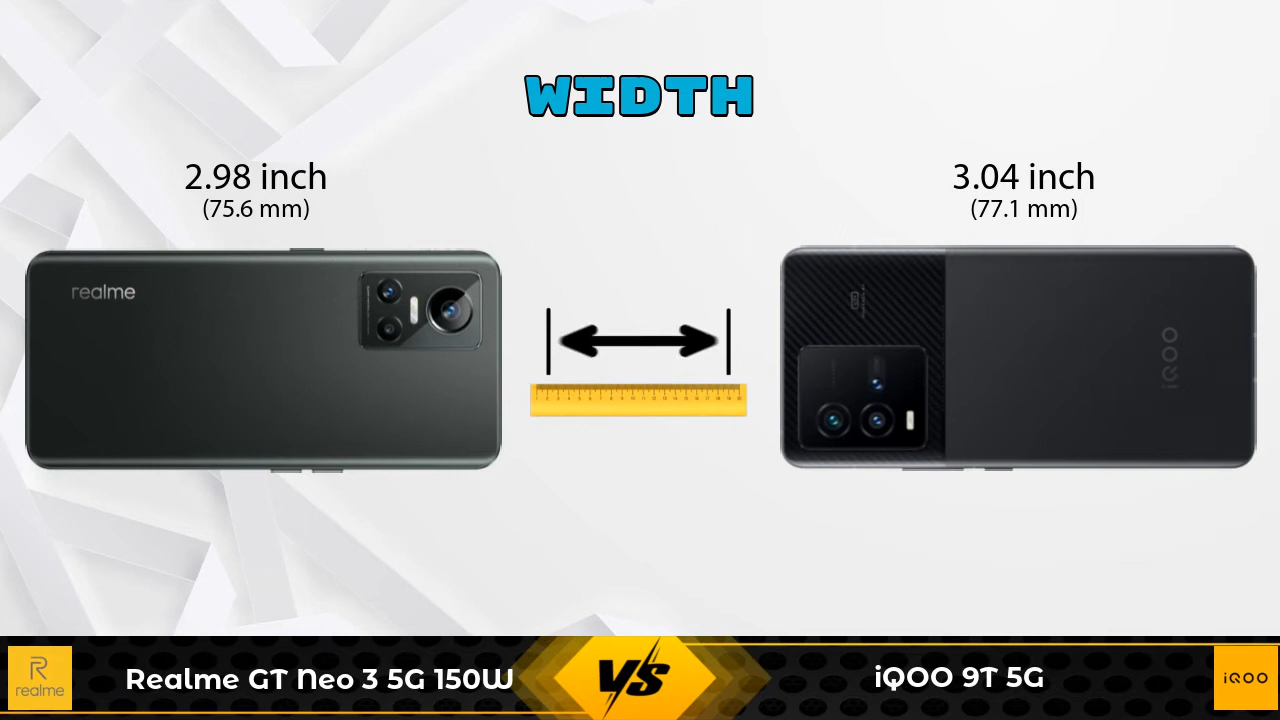 WIDTH
2.98 inch
(75.6 mm)
3.04 inch
(77.1 mm)
realme
iQOO
realme
Realme GT Neo 3 5G 150W
VS
iQOO 9T 5G
iQOO